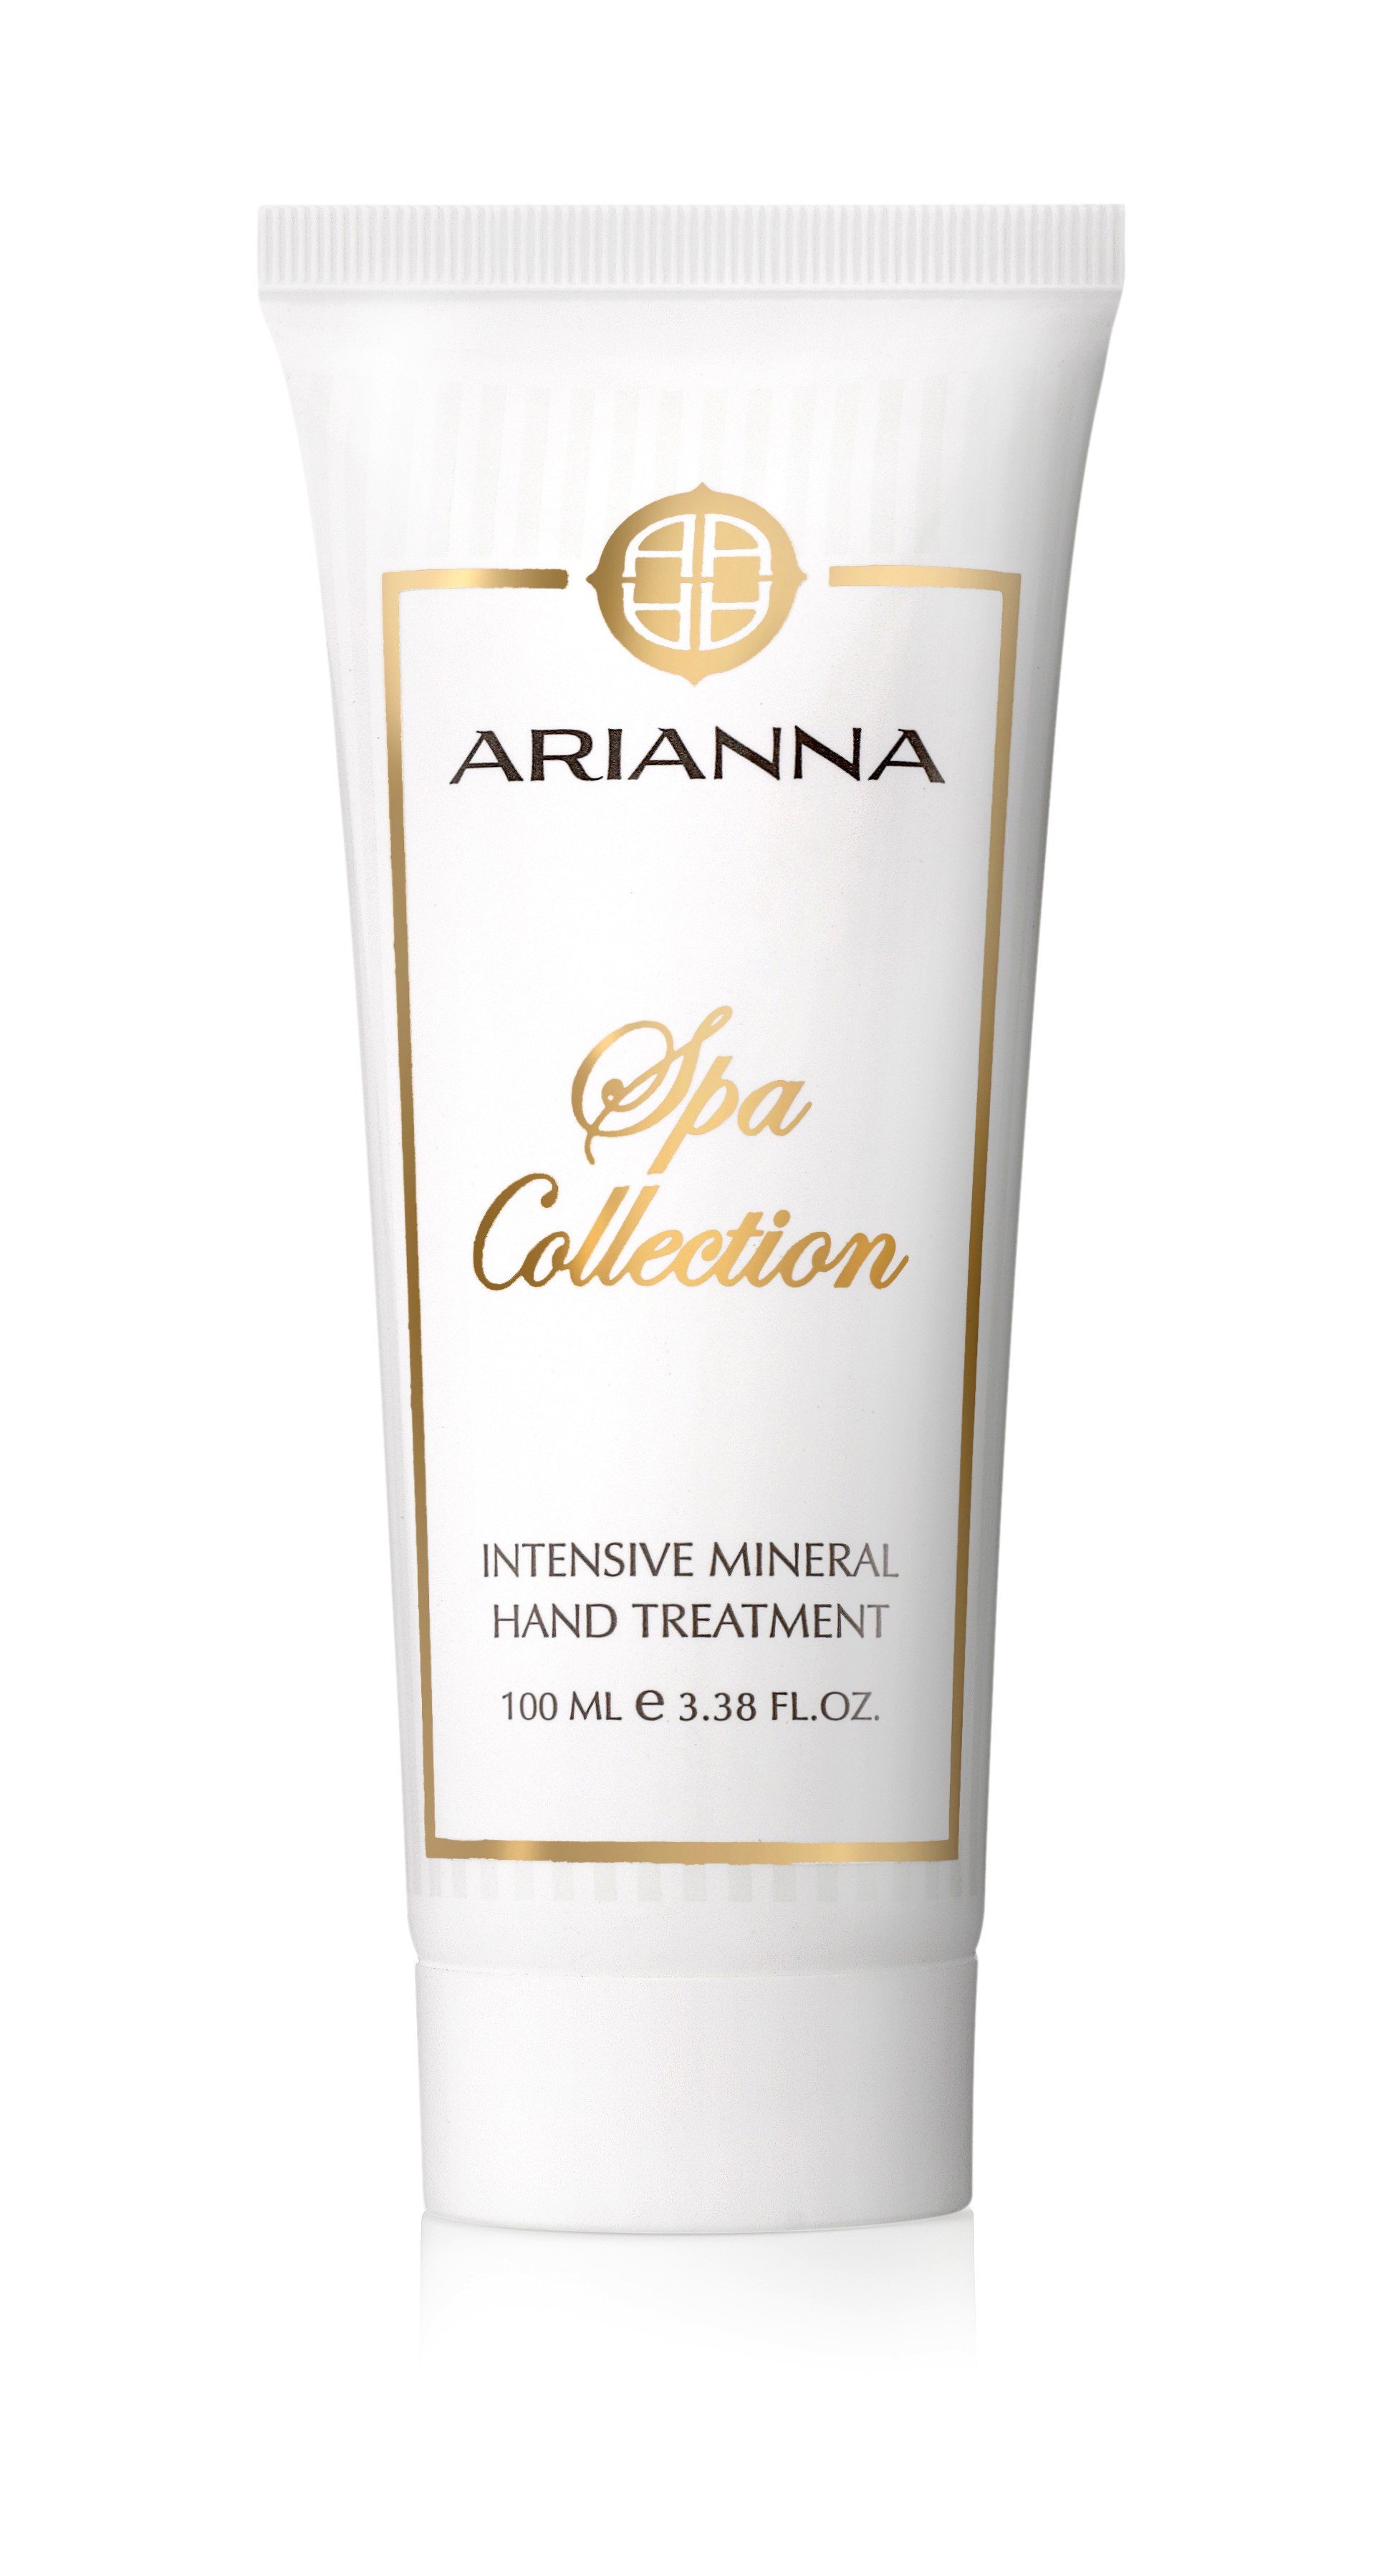 ARIANNA
Spa
Collection
INTENSIVE MINERAL
HAND TREATMENT
100 ML e 3.38 FL.OZ.